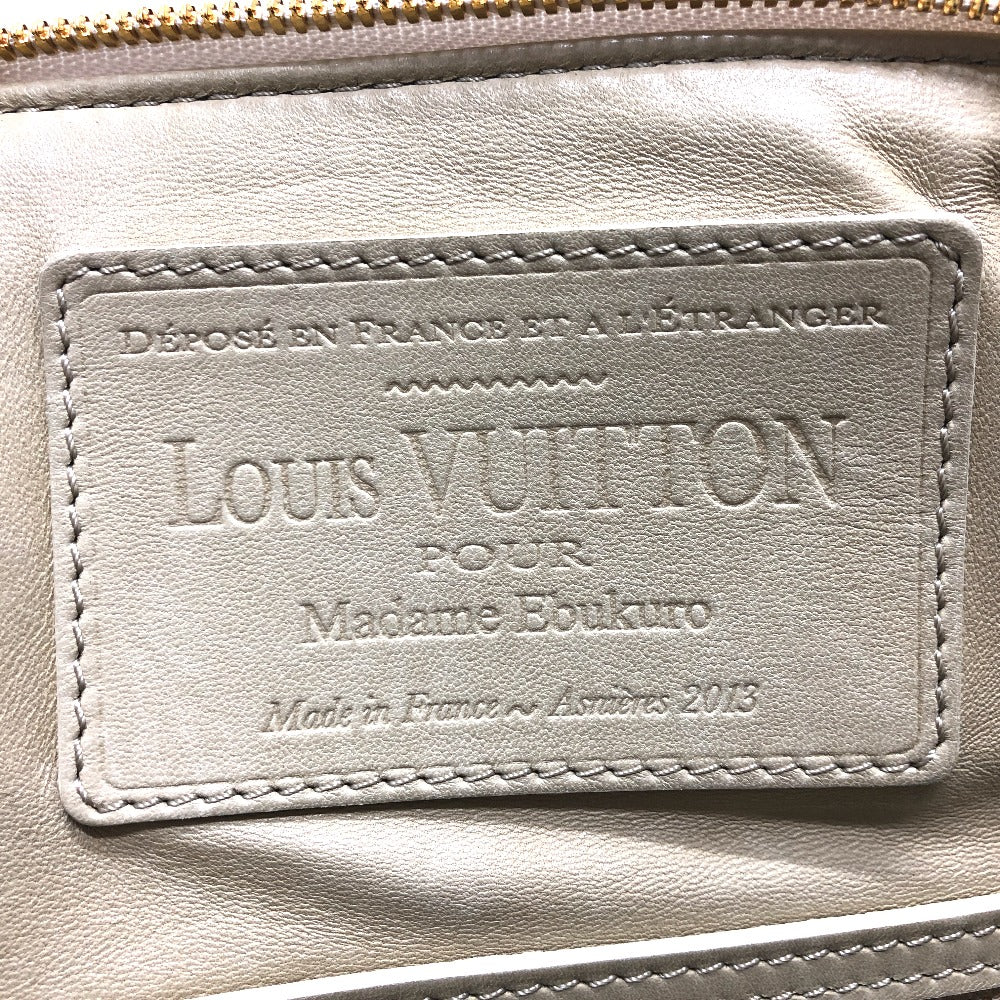 DÉPOSÉ EN FRANCE ET A L'ÉTRANGER
LOUIS VUITTON
POUR
Madame Eoukuro
Made in France ~ Asnières 2013